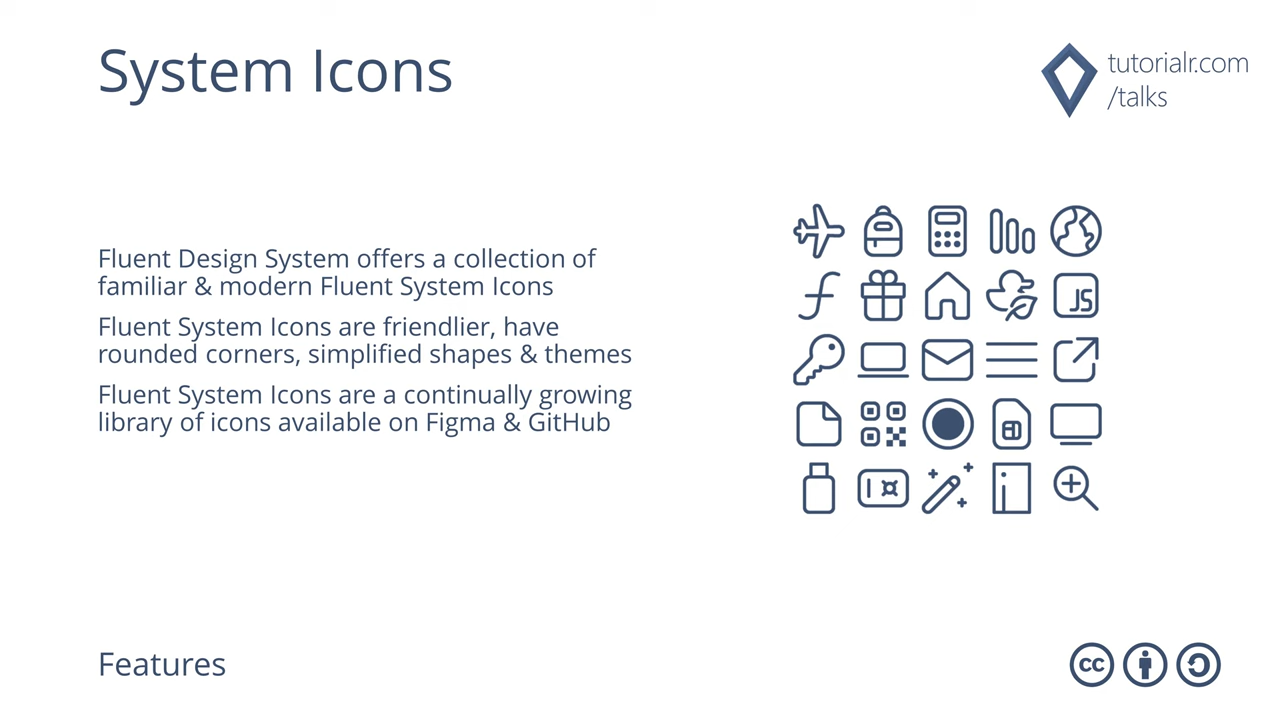 System Icons
tutorialr.com
/talks
Fluent Design System offers a collection of
familiar & modern Fluent System Icons
Fluent System Icons are friendlier, have
rounded corners, simplified shapes & themes
Fluent System Icons are a continually growing
library of icons available on Figma & GitHub
JS
Features
cc